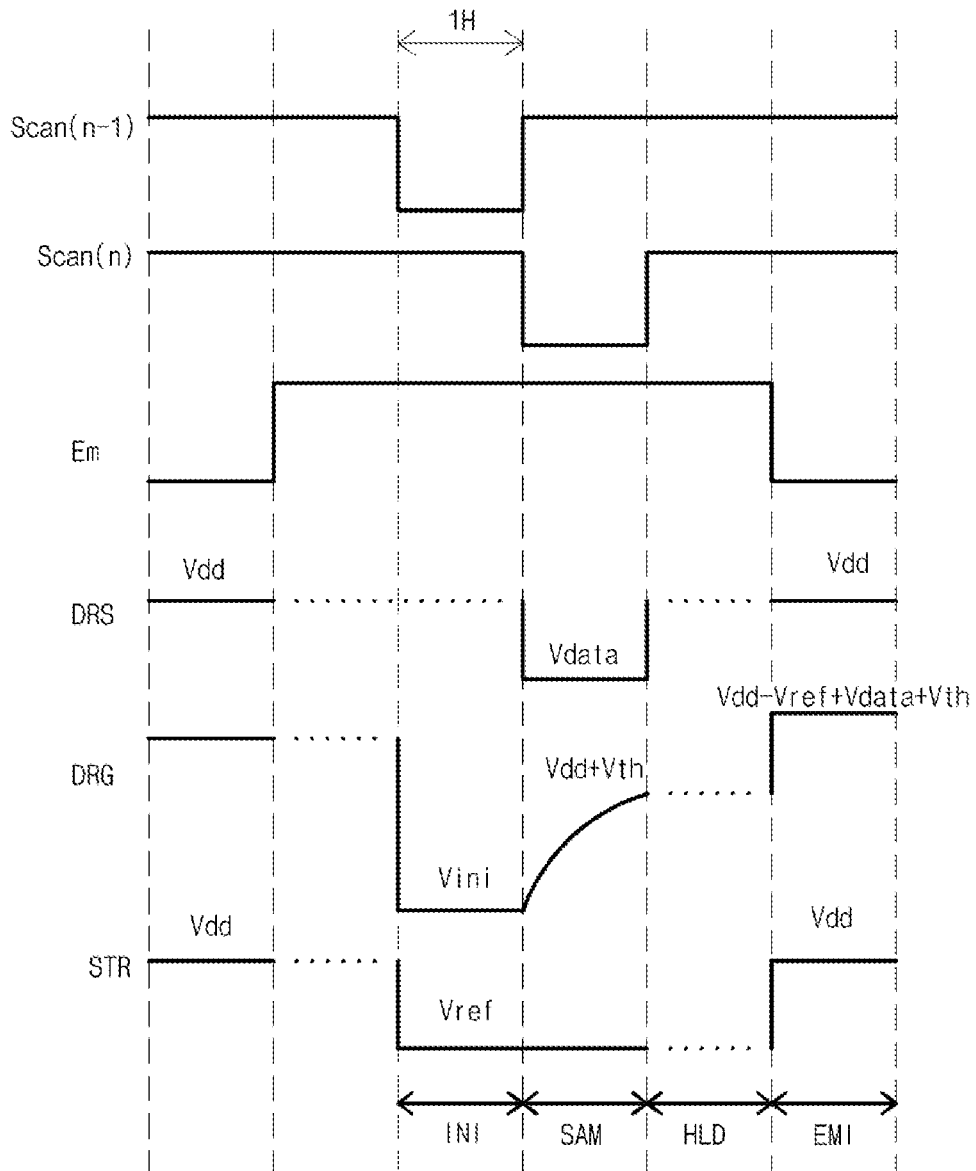 1H
Scan(n-1)
Scan(n)
Em
Vdd
Vdd
DRS
Vdata
Vdd-Vref+Vdata+Vth
DRG
Vdd+Vth
Vini
Vdd
Vdd
STR
Vref
INI
SAM
HLD
EMI